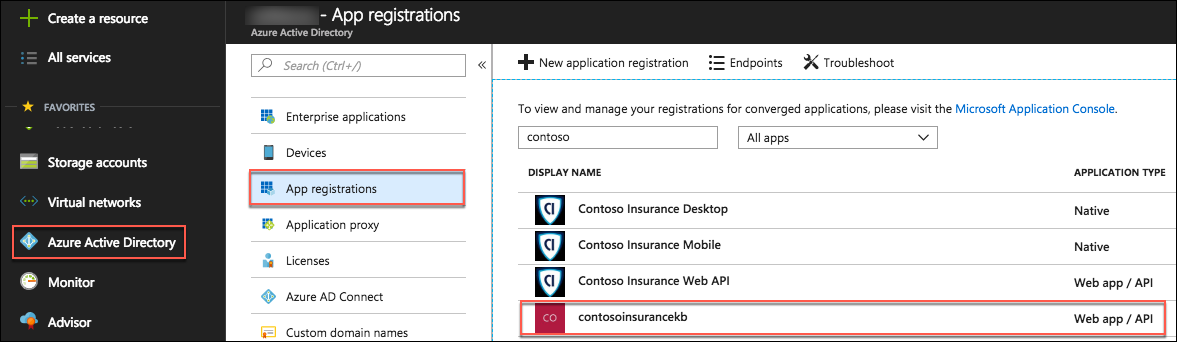 - App registrations
Azure Active Directory
Create a resource
All services
FAVORITES
Storage accounts
Virtual networks
Azure Active Directory
Monitor
Advisor
Search (Ctrl+/)
«
Enterprise applications
Devices
App registrations
Application proxy
Licenses
Azure AD Connect
Custom domain names
New application registration
Endpoints
Troubleshoot
To view and manage your registrations for converged applications, please visit the Microsoft Application Console.
contoso
All apps
DISPLAY NAME
APPLICATION TYPE
CI
Contoso Insurance Desktop
Native
CI
Contoso Insurance Mobile
Native
CI
Contoso Insurance Web API
Web app / API
CO
contosoinsurancekb
Web app / API